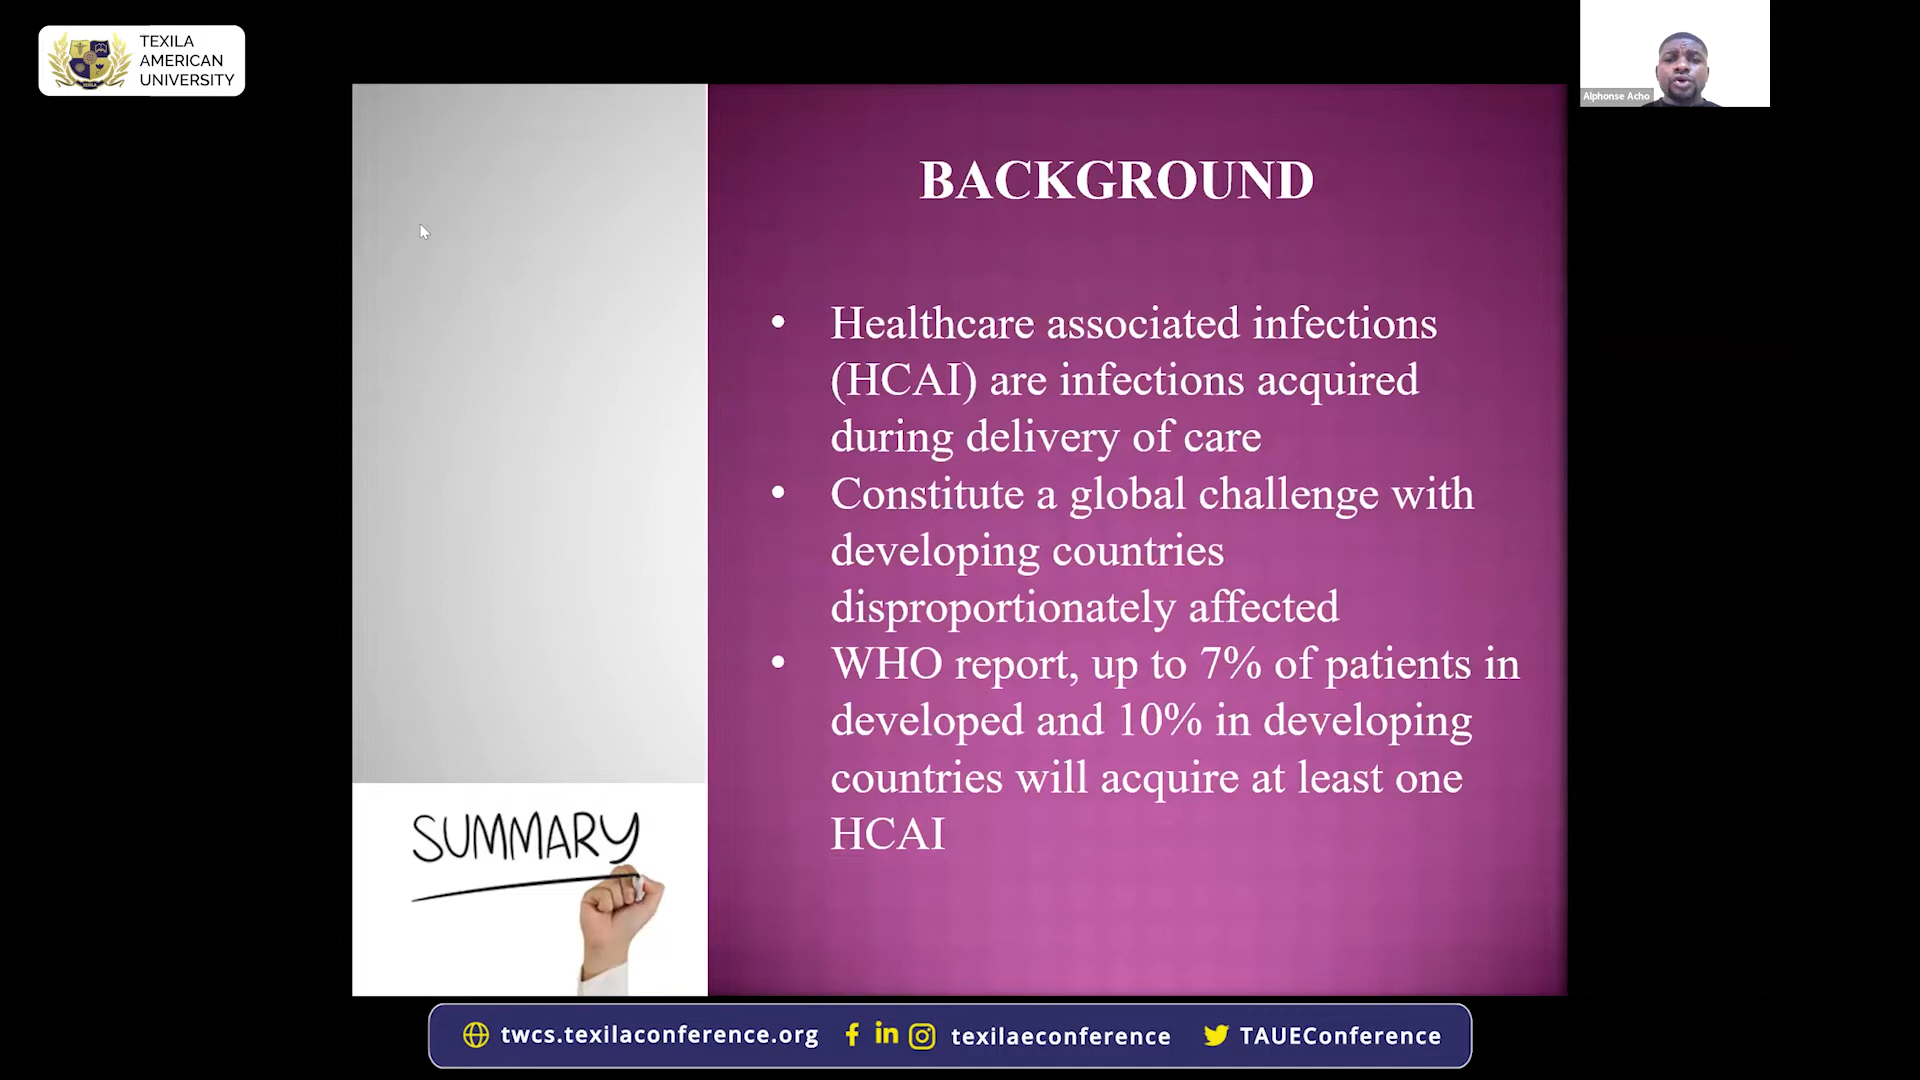 TEXILA
AMERICAN
UNIVERSITY
Alphonse Acho
BACKGROUND
• Healthcare associated infections
(HCAI) are infections acquired
during delivery of care
• Constitute a global challenge with
developing countries
disproportionately affected
• WHO report, up to 7% of patients in
developed and 10% in developing
countries will acquire at least one
HCAI
SUMMARY
twcs.texilaconference.org texilaeconference TAUEConference